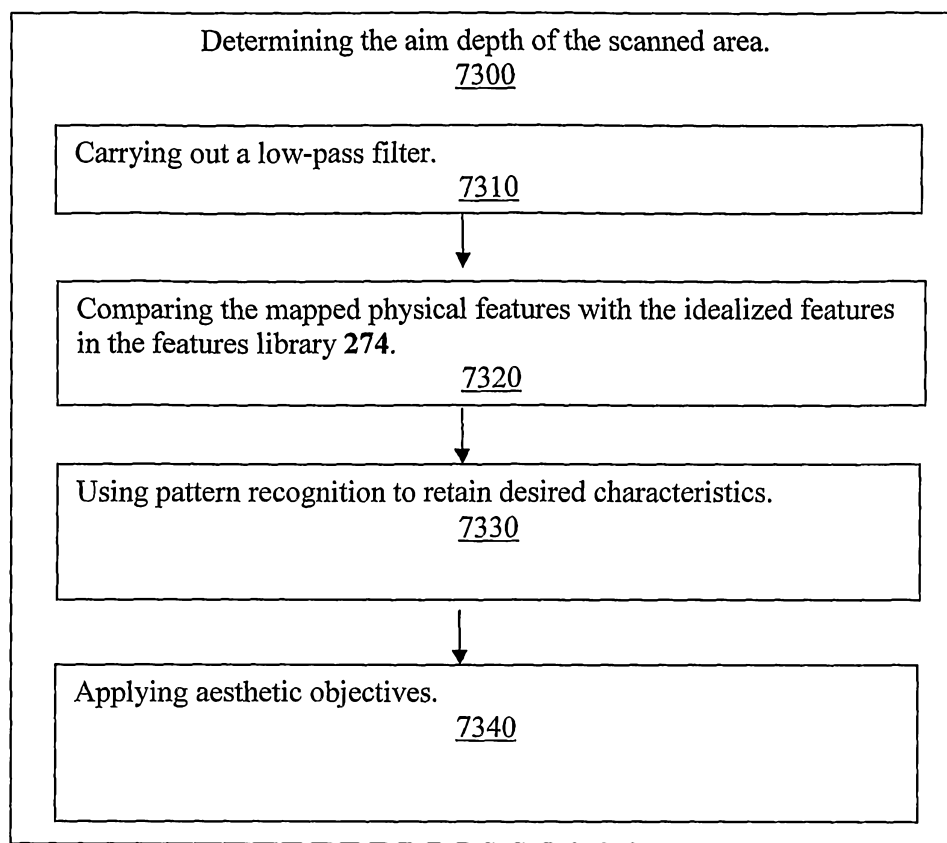 Determining the aim depth of the scanned area.
7300
Carrying out a low-pass filter.
7310
Comparing the mapped physical features with the idealized features
in the features library 274.
7320
Using pattern recognition to retain desired characteristics.
7330
Applying aesthetic objectives.
7340